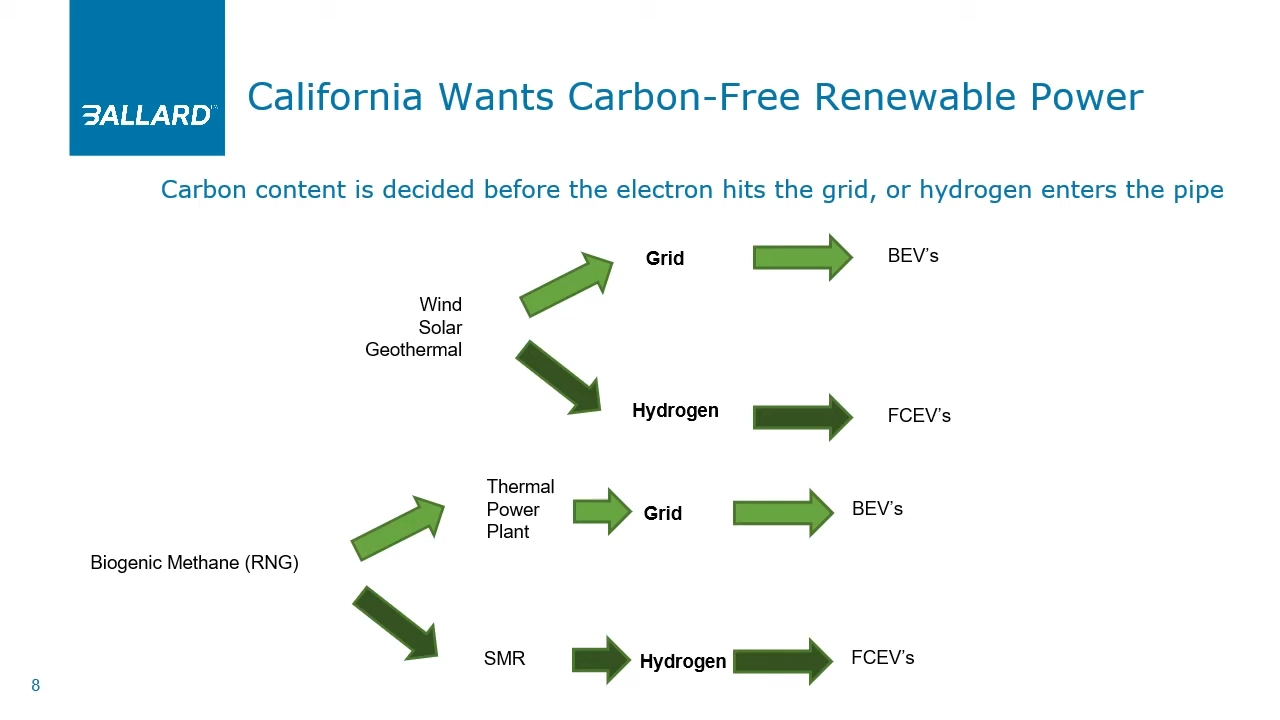 BALLARD™
California Wants Carbon-Free Renewable Power
Carbon content is decided before the electron hits the grid, or hydrogen enters the pipe
Grid
BEV's
Wind
Solar
Geothermal
Hydrogen
FCEV's
Thermal
Power
Plant
Grid
BEV's
Biogenic Methane (RNG)
SMR
Hydrogen
FCEV's
8